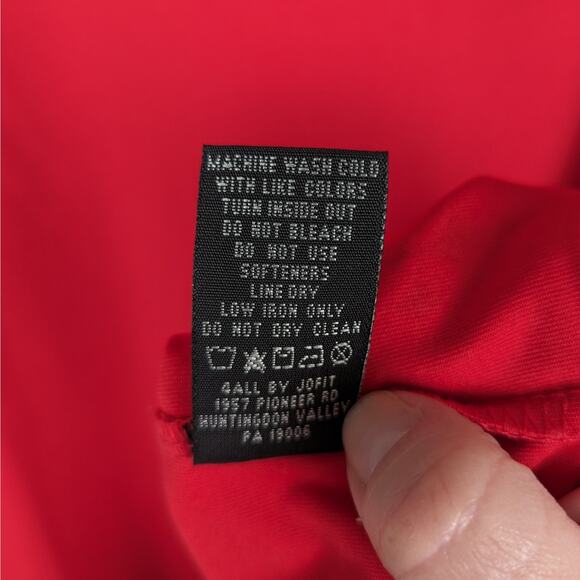 MACHINE WASH COLD
WITH LIKE COLORS
TURN INSIDE OUT
DO NOT BLEACH
DO NOT USE
SOFTENERS
LINE DRY
LOW IRON ONLY
DO NOT DRY CLEAN
4ALL BY JOFIT
1957 PIONEER RD
HUNTINGDON VALLEY
PA 19006